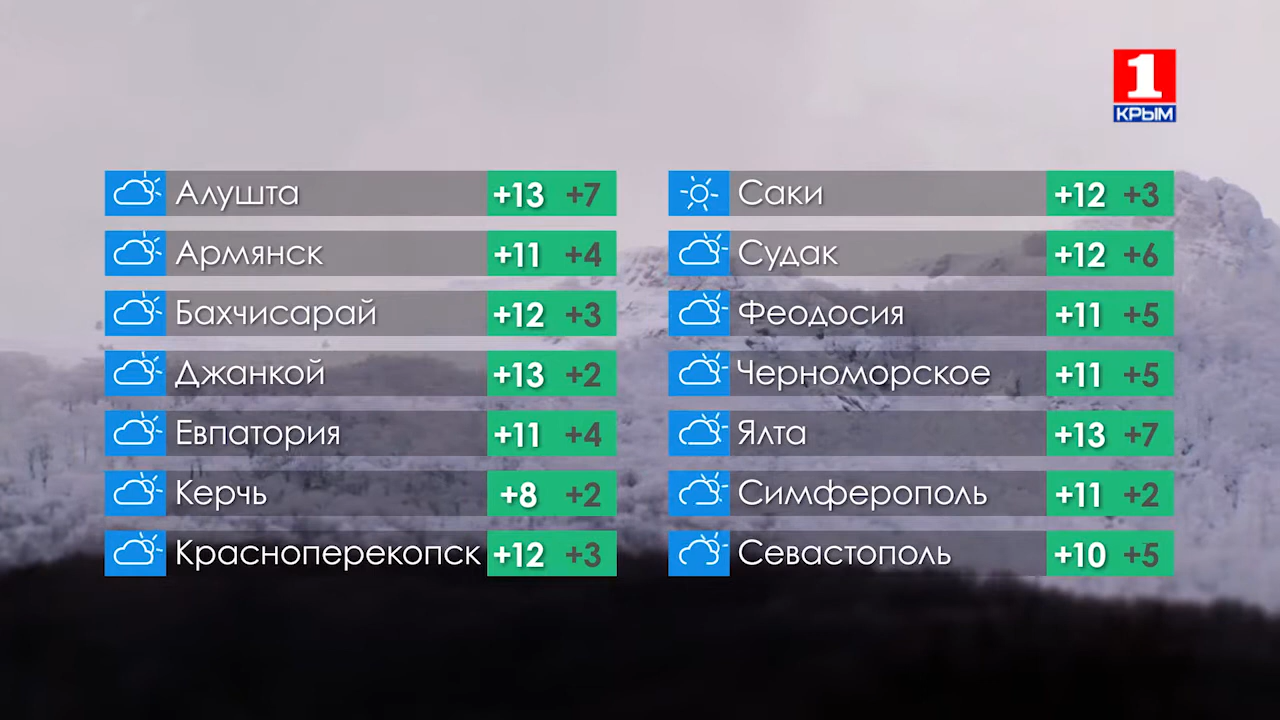 1
КРЫМ
Алушта +13 +7
Армянск +11 +4
Бахчисарай +12 +3
Джанкой +13 +2
Евпатория +11 +4
Керчь +8 +2
Красноперекопск +12 +3
Саки +12 +3
Судак +12 +6
Феодосия +11 +5
Черноморское +11 +5
Ялта +13 +7
Симферополь +11 +2
Севастополь +10 +5